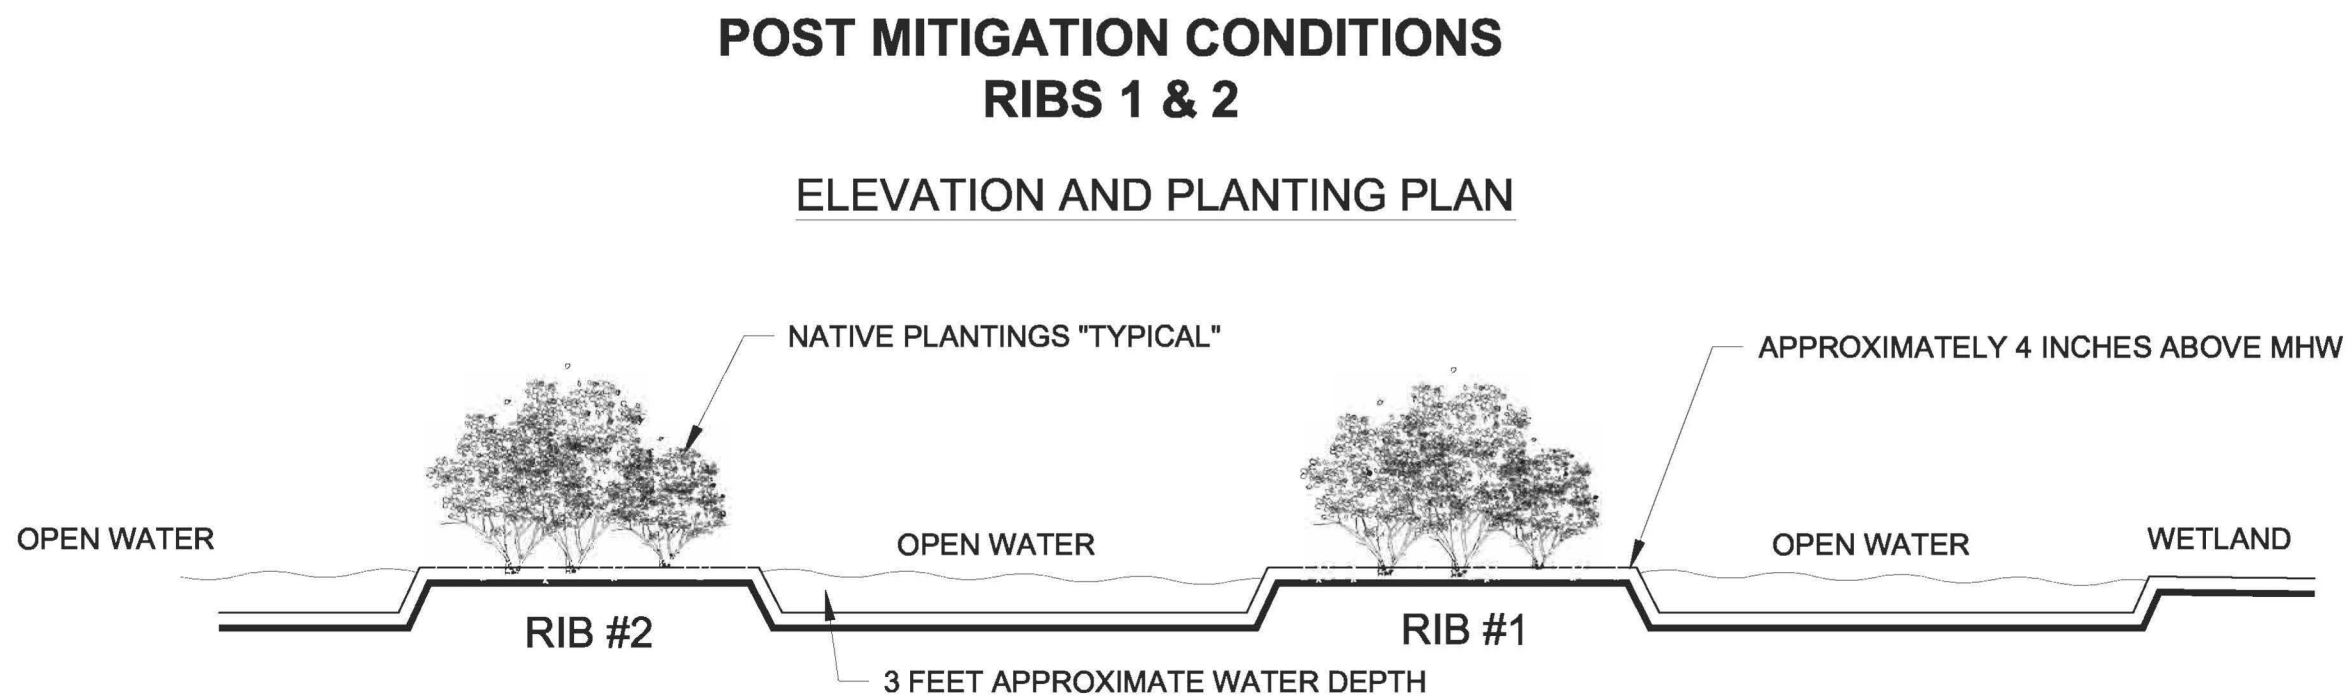 POST MITIGATION CONDITIONS
RIBS 1 & 2
ELEVATION AND PLANTING PLAN
NATIVE PLANTINGS "TYPICAL"
APPROXIMATELY 4 INCHES ABOVE MHW
OPEN WATER
OPEN WATER
OPEN WATER
WETLAND
RIB #2
RIB #1
3 FEET APPROXIMATE WATER DEPTH